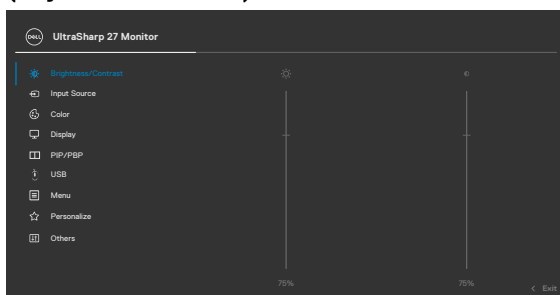 DELL UltraSharp 27 Monitor
Brightness/Contrast
Input Source
Color
Display
PIP/PBP
USB
Menu
Personalize
Others
75% 75%
< Exit